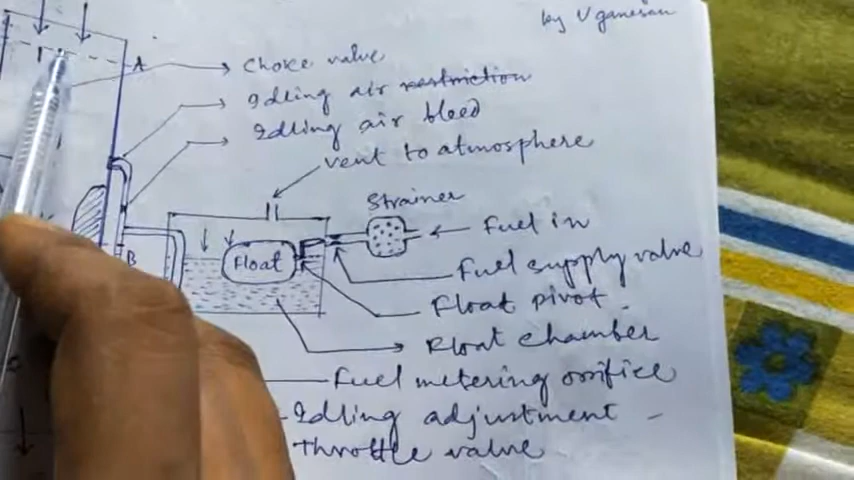 by V ganesan
A
Choke valve
Idling air restriction
Idling air bleed
vent to atmosphere
Strainer
Fuel in
Float
B
Fuel supply valve
Float pivot
Float chamber
Fuel metering orrifice
Idling adjustment
Throttle valve